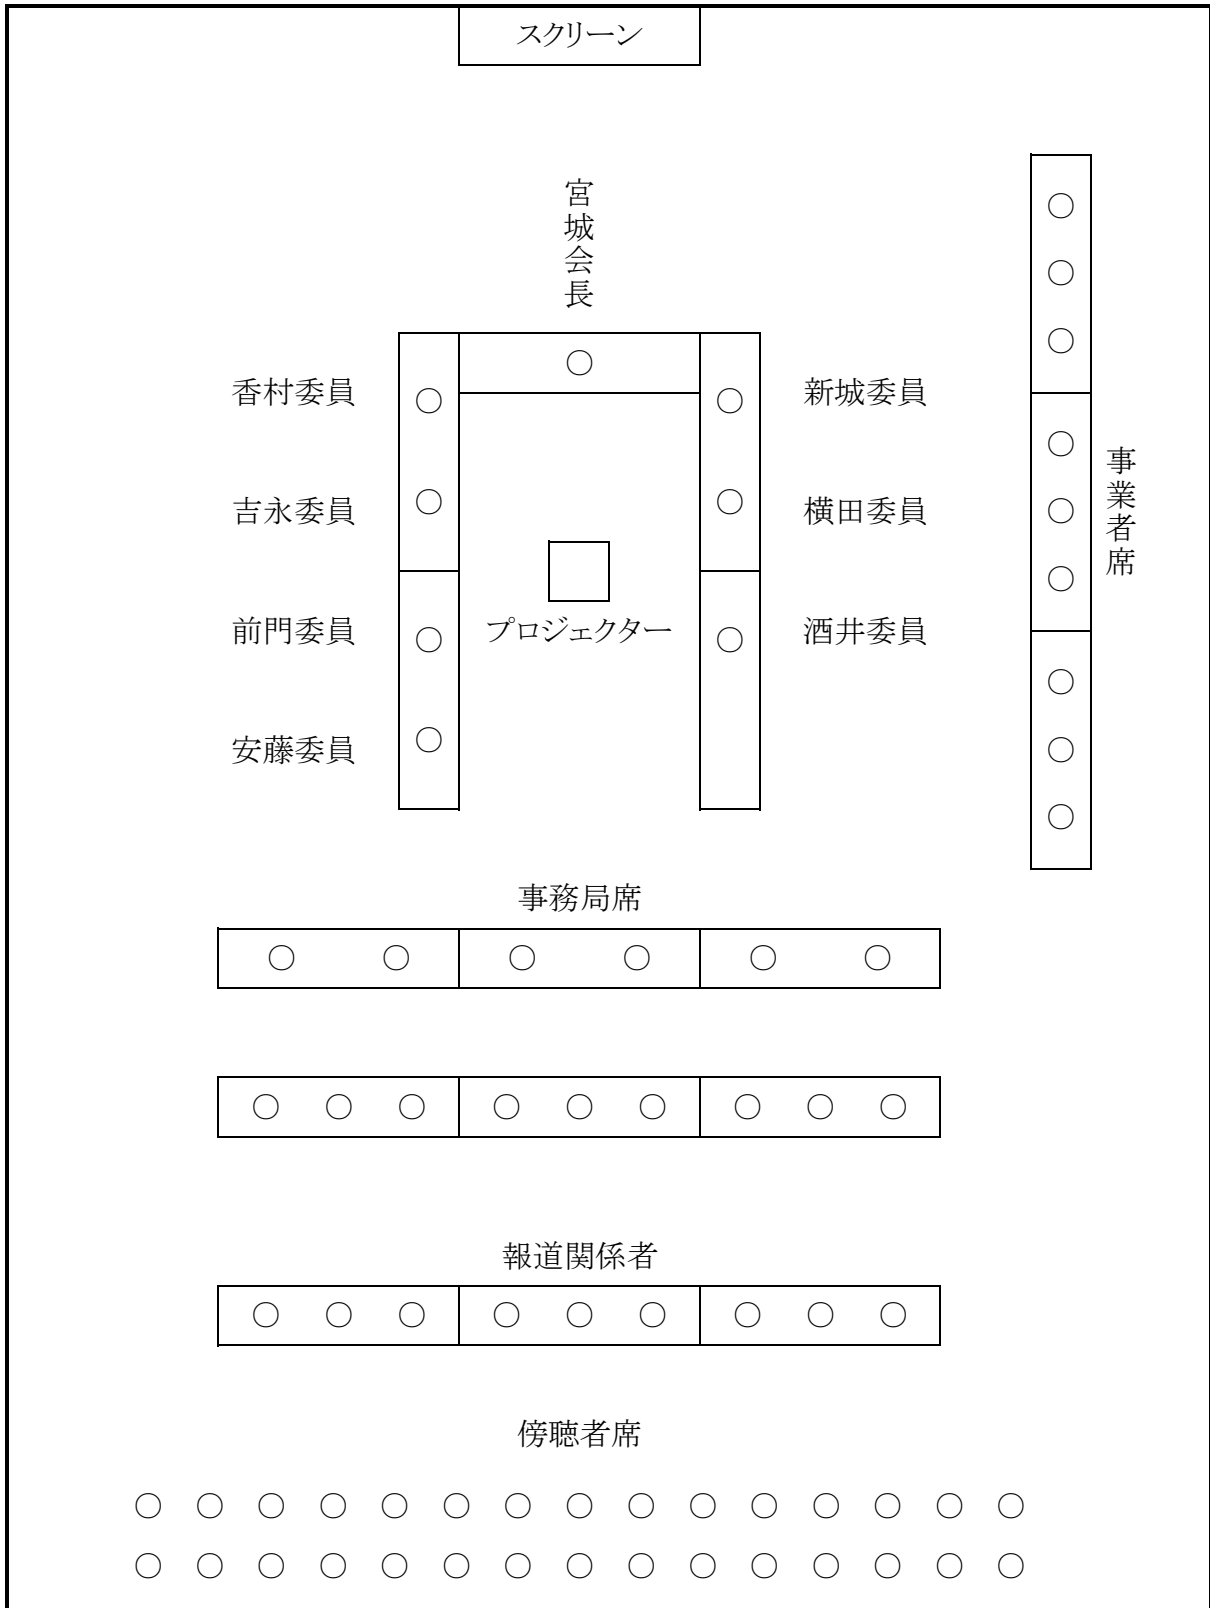 スクリーン
宮城会長
香村委員
新城委員
吉永委員
横田委員
事業者席
前門委員
プロジェクター
酒井委員
安藤委員
事務局席
報道関係者
傍聴者席